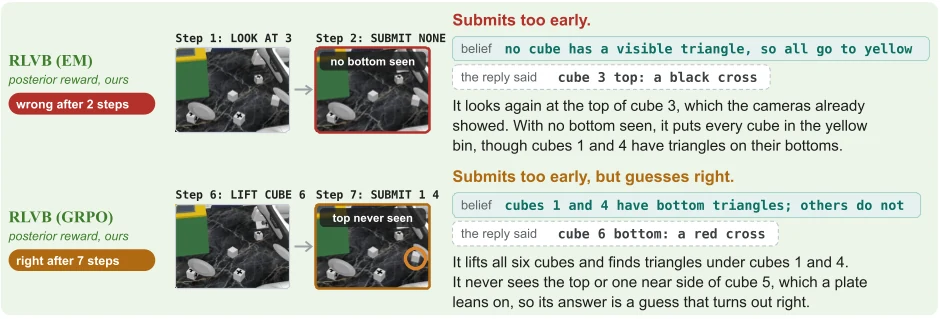 Submits too early.
Step 1: LOOK AT 3 Step 2: SUBMIT NONE
RLVB (EM)
posterior reward, ours
wrong after 2 steps
no bottom seen
belief no cube has a visible triangle, so all go to yellow
the reply said cube 3 top: a black cross
It looks again at the top of cube 3, which the cameras already
showed. With no bottom seen, it puts every cube in the yellow
bin, though cubes 1 and 4 have triangles on their bottoms.
Submits too early, but guesses right.
Step 6: LIFT CUBE 6 Step 7: SUBMIT 1 4
RLVB (GRPO)
posterior reward, ours
right after 7 steps
top never seen
belief cubes 1 and 4 have bottom triangles; others do not
the reply said cube 6 bottom: a red cross
It lifts all six cubes and finds triangles under cubes 1 and 4.
It never sees the top or one near side of cube 5, which a plate
leans on, so its answer is a guess that turns out right.